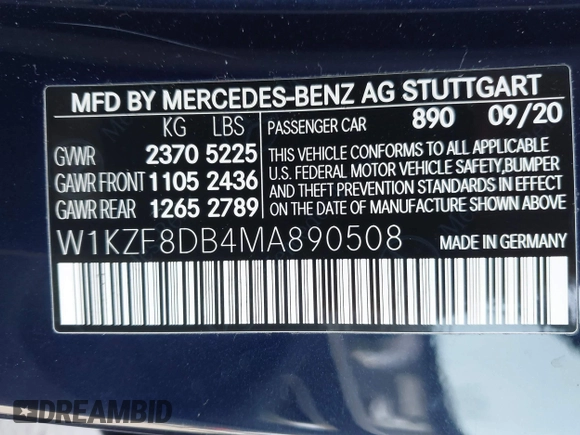 MFD BY MERCEDES-BENZ AG STUTTGART
KG LBS PASSENGER CAR 890 09/20
GVWR 2370 5225 THIS VEHICLE CONFORMS TO ALL APPLICABLE
U.S. FEDERAL MOTOR VEHICLE SAFETY,BUMPER
GAWR FRONT 1105 2436 AND THEFT PREVENTION STANDARDS IN EFFECT
GAWR REAR 1265 2789 ON THE DATE OF MANUFACTURE SHOWN ABOVE.
W1KZF8DB4MA890508 MADE IN GERMANY
DREAMBID